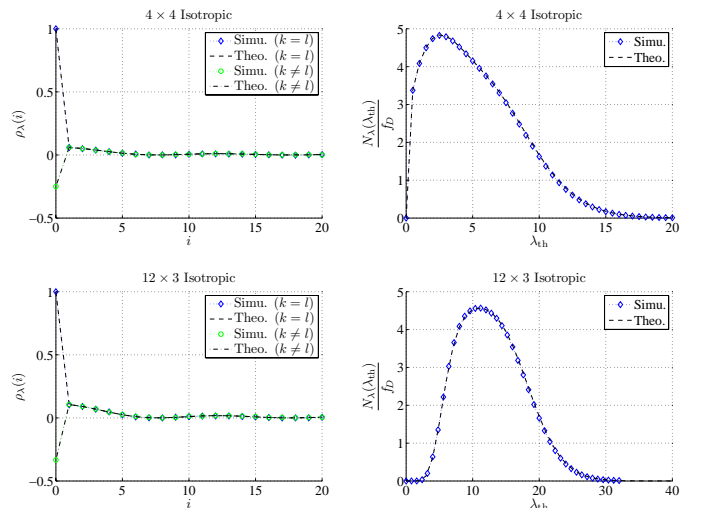 4 × 4 Isotropic
1
0.5
0
−0.5
0 5 10 15 20
i
ρλ(i)
Simu. (k = l)
Theo. (k = l)
Simu. (k ≠ l)
Theo. (k ≠ l)
4 × 4 Isotropic
5
4
3
2
1
0
0 5 10 15 20
λth
Nλ(λth)
fD
Simu.
Theo.
12 × 3 Isotropic
1
0.5
0
−0.5
0 5 10 15 20
i
ρλ(i)
Simu. (k = l)
Theo. (k = l)
Simu. (k ≠ l)
Theo. (k ≠ l)
12 × 3 Isotropic
5
4
3
2
1
0
0 10 20 30 40
λth
Nλ(λth)
fD
Simu.
Theo.